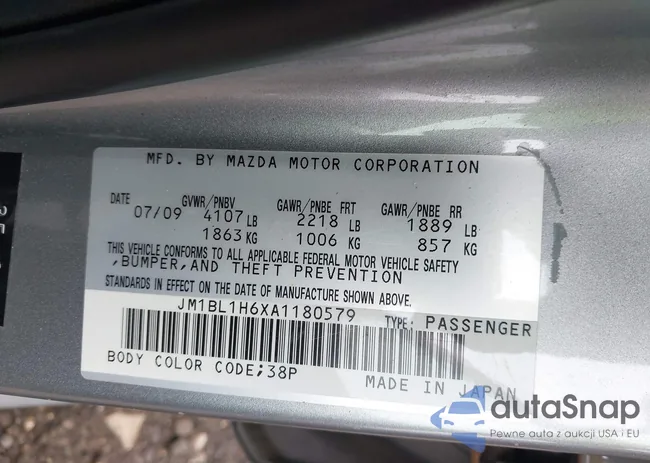 MFD. BY MAZDA MOTOR CORPORATION
DATE GVWR/PNBV GAWR/PNBE FRT GAWR/PNBE RR
07/09 4107 LB 2218 LB 1889 LB
1863 KG 1006 KG 857 KG
THIS VEHICLE CONFORMS TO ALL APPLICABLE FEDERAL MOTOR VEHICLE SAFETY
,BUMPER,AND THEFT PREVENTION
STANDARDS IN EFFECT ON THE DATE OF MANUFACTURE SHOWN ABOVE.
JM1BL1H6XA1180579 TYPE: PASSENGER
BODY COLOR CODE;38P MADE IN JAPAN
autaSnap
Pewne auta z aukcji USA i EU